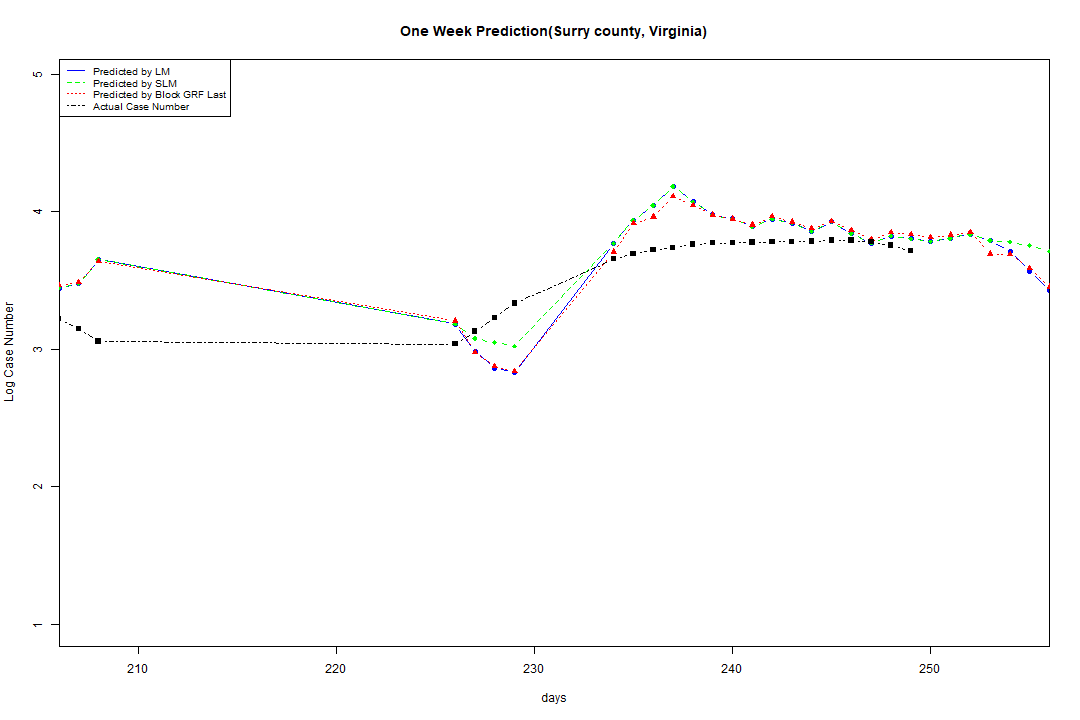 One Week Prediction(Surry county, Virginia)
Predicted by LM
Predicted by SLM
Predicted by Block GRF Last
Actual Case Number
5
4
3
2
1
Log Case Number
210
220
230
240
250
days